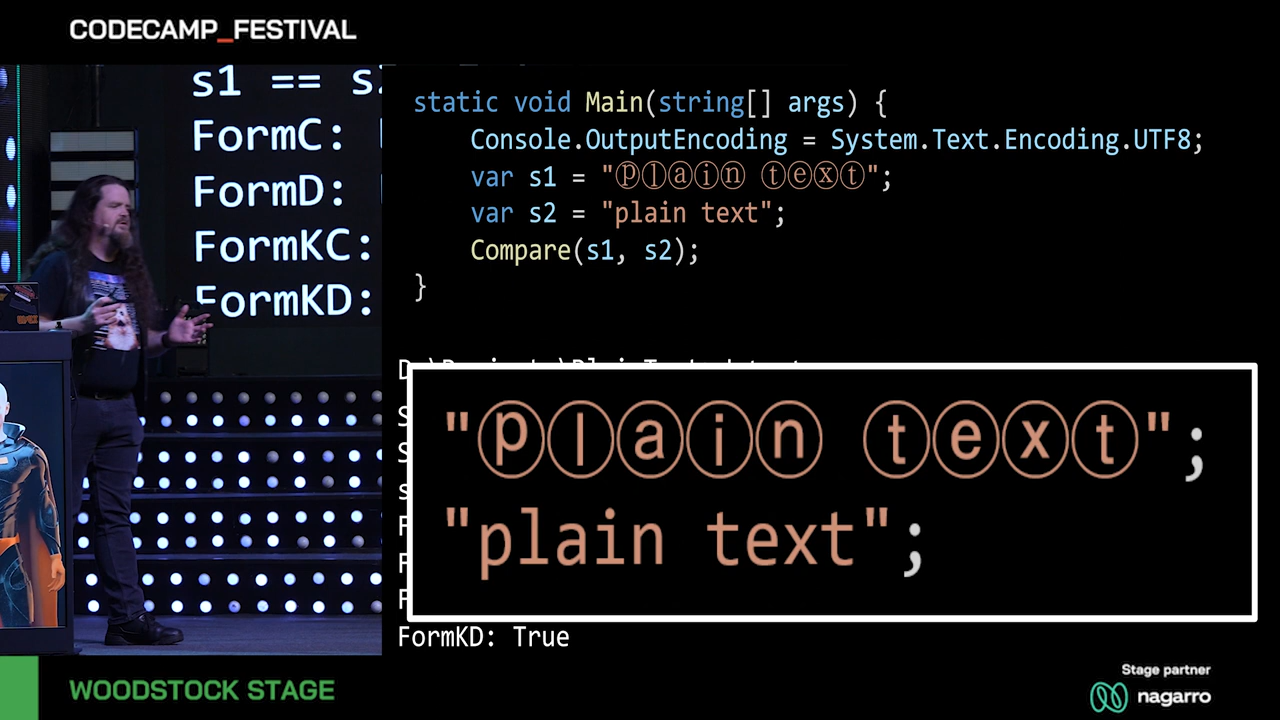 CODECAMP_FESTIVAL
s1 == s
FormC:
FormD:
FormKC:
FormKD:
static void Main(string[] args) {
Console.OutputEncoding = System.Text.Encoding.UTF8;
var s1 = "ⓟⓛⓐⓘⓝ ⓣⓔⓧⓣ";
var s2 = "plain text";
Compare(s1, s2);
}
"ⓟⓛⓐⓘⓝ ⓣⓔⓧⓣ";
"plain text";
FormKD: True
WOODSTOCK STAGE
Stage partner
nagarro